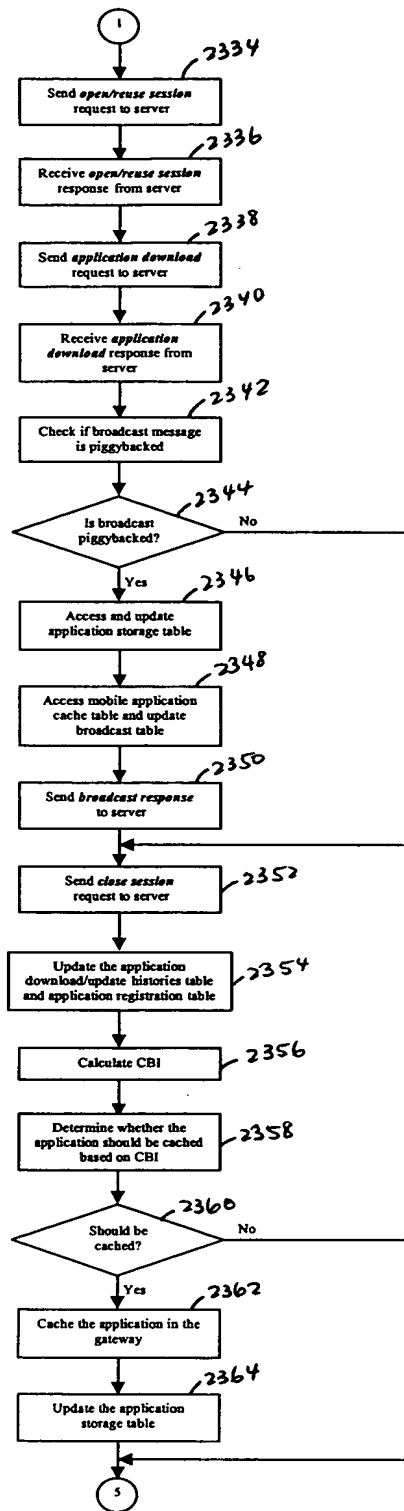 1
2334
Send open/reuse session
request to server
2336
Receive open/reuse session
response from server
2338
Send application download
request to server
2340
Receive application
download response from
server
2342
Check if broadcast message
is piggybacked
2344
Is broadcast
piggybacked?
No
Yes
2346
Access and update
application storage table
2348
Access mobile application
cache table and update
broadcast table
2350
Send broadcast response
to server
Send close session
request to server
2352
Update the application
download/update histories table
and application registration table
2354
Calculate CBI
2356
Determine whether the
application should be cached
based on CBI
2358
2360
Should be
cached?
No
Yes
2362
Cache the application in the
gateway
2364
Update the application
storage table
5